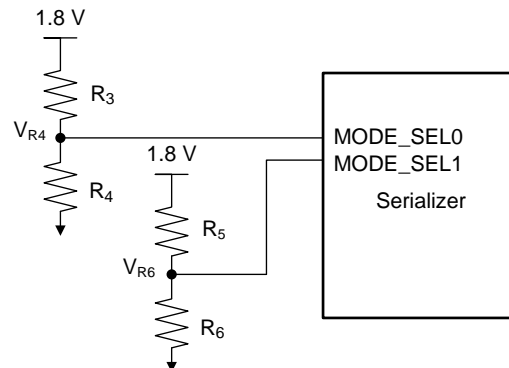 1.8 V
R3
VR4
MODE_SEL0
1.8 V
MODE_SEL1
R4
Serializer
R5
VR6
R6